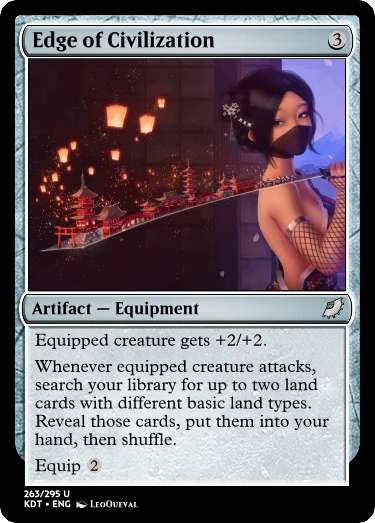 Edge of Civilization 3
Artifact — Equipment
Equipped creature gets +2/+2.
Whenever equipped creature attacks,
search your library for up to two land
cards with different basic land types.
Reveal those cards, put them into your
hand, then shuffle.
Equip 2
263/295 U
KDT • ENG LeoQueval